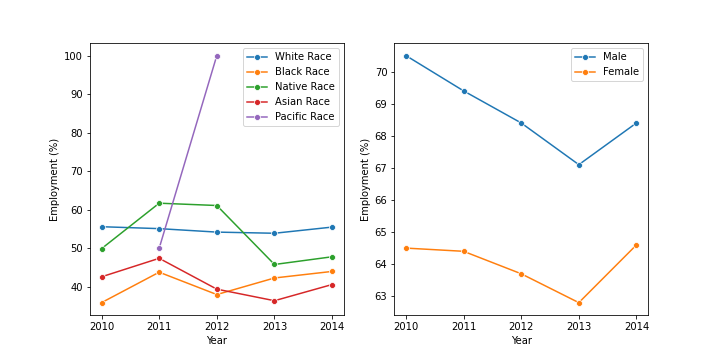 100
90
80
70
60
50
40
Employment (%)
2010 2011 2012 2013 2014
Year
White Race
Black Race
Native Race
Asian Race
Pacific Race
70
69
68
67
66
65
64
63
Employment (%)
2010 2011 2012 2013 2014
Year
Male
Female